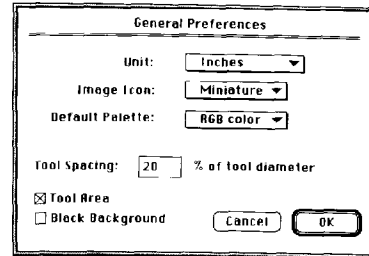 General Preferences
Unit: Inches
Image Icon: Miniature
Default Palette: RGB color
Tool Spacing: 20 % of tool diameter
Tool Area
Black Background Cancel OK